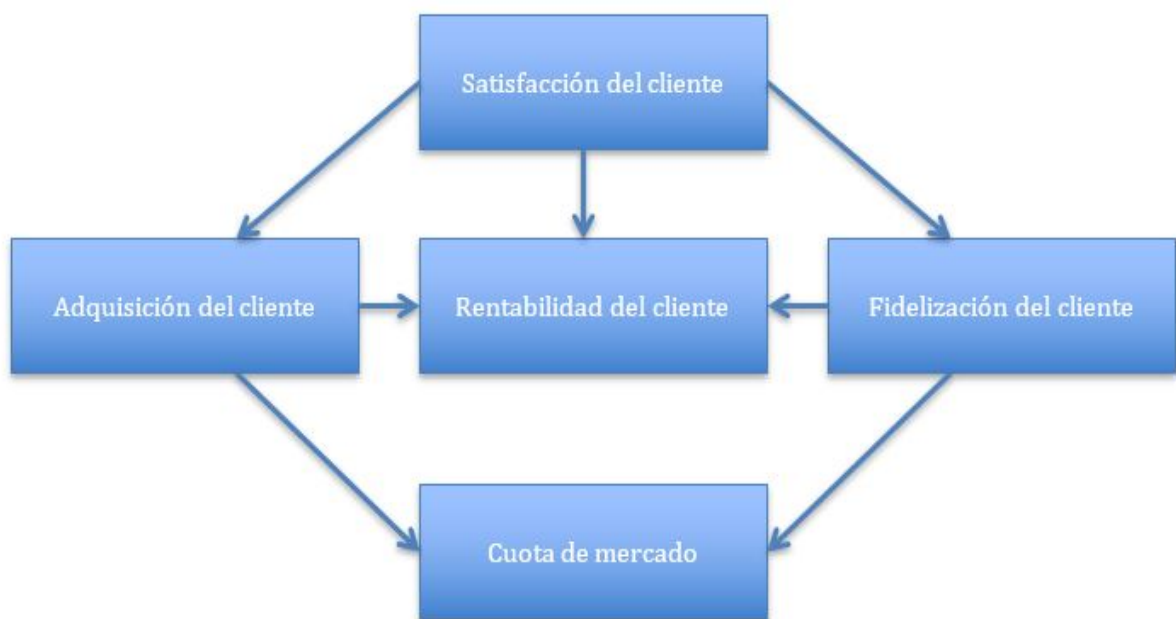 Satisfacción del cliente
Adquisición del cliente
Rentabilidad del cliente
Fidelización del cliente
Cuota de mercado